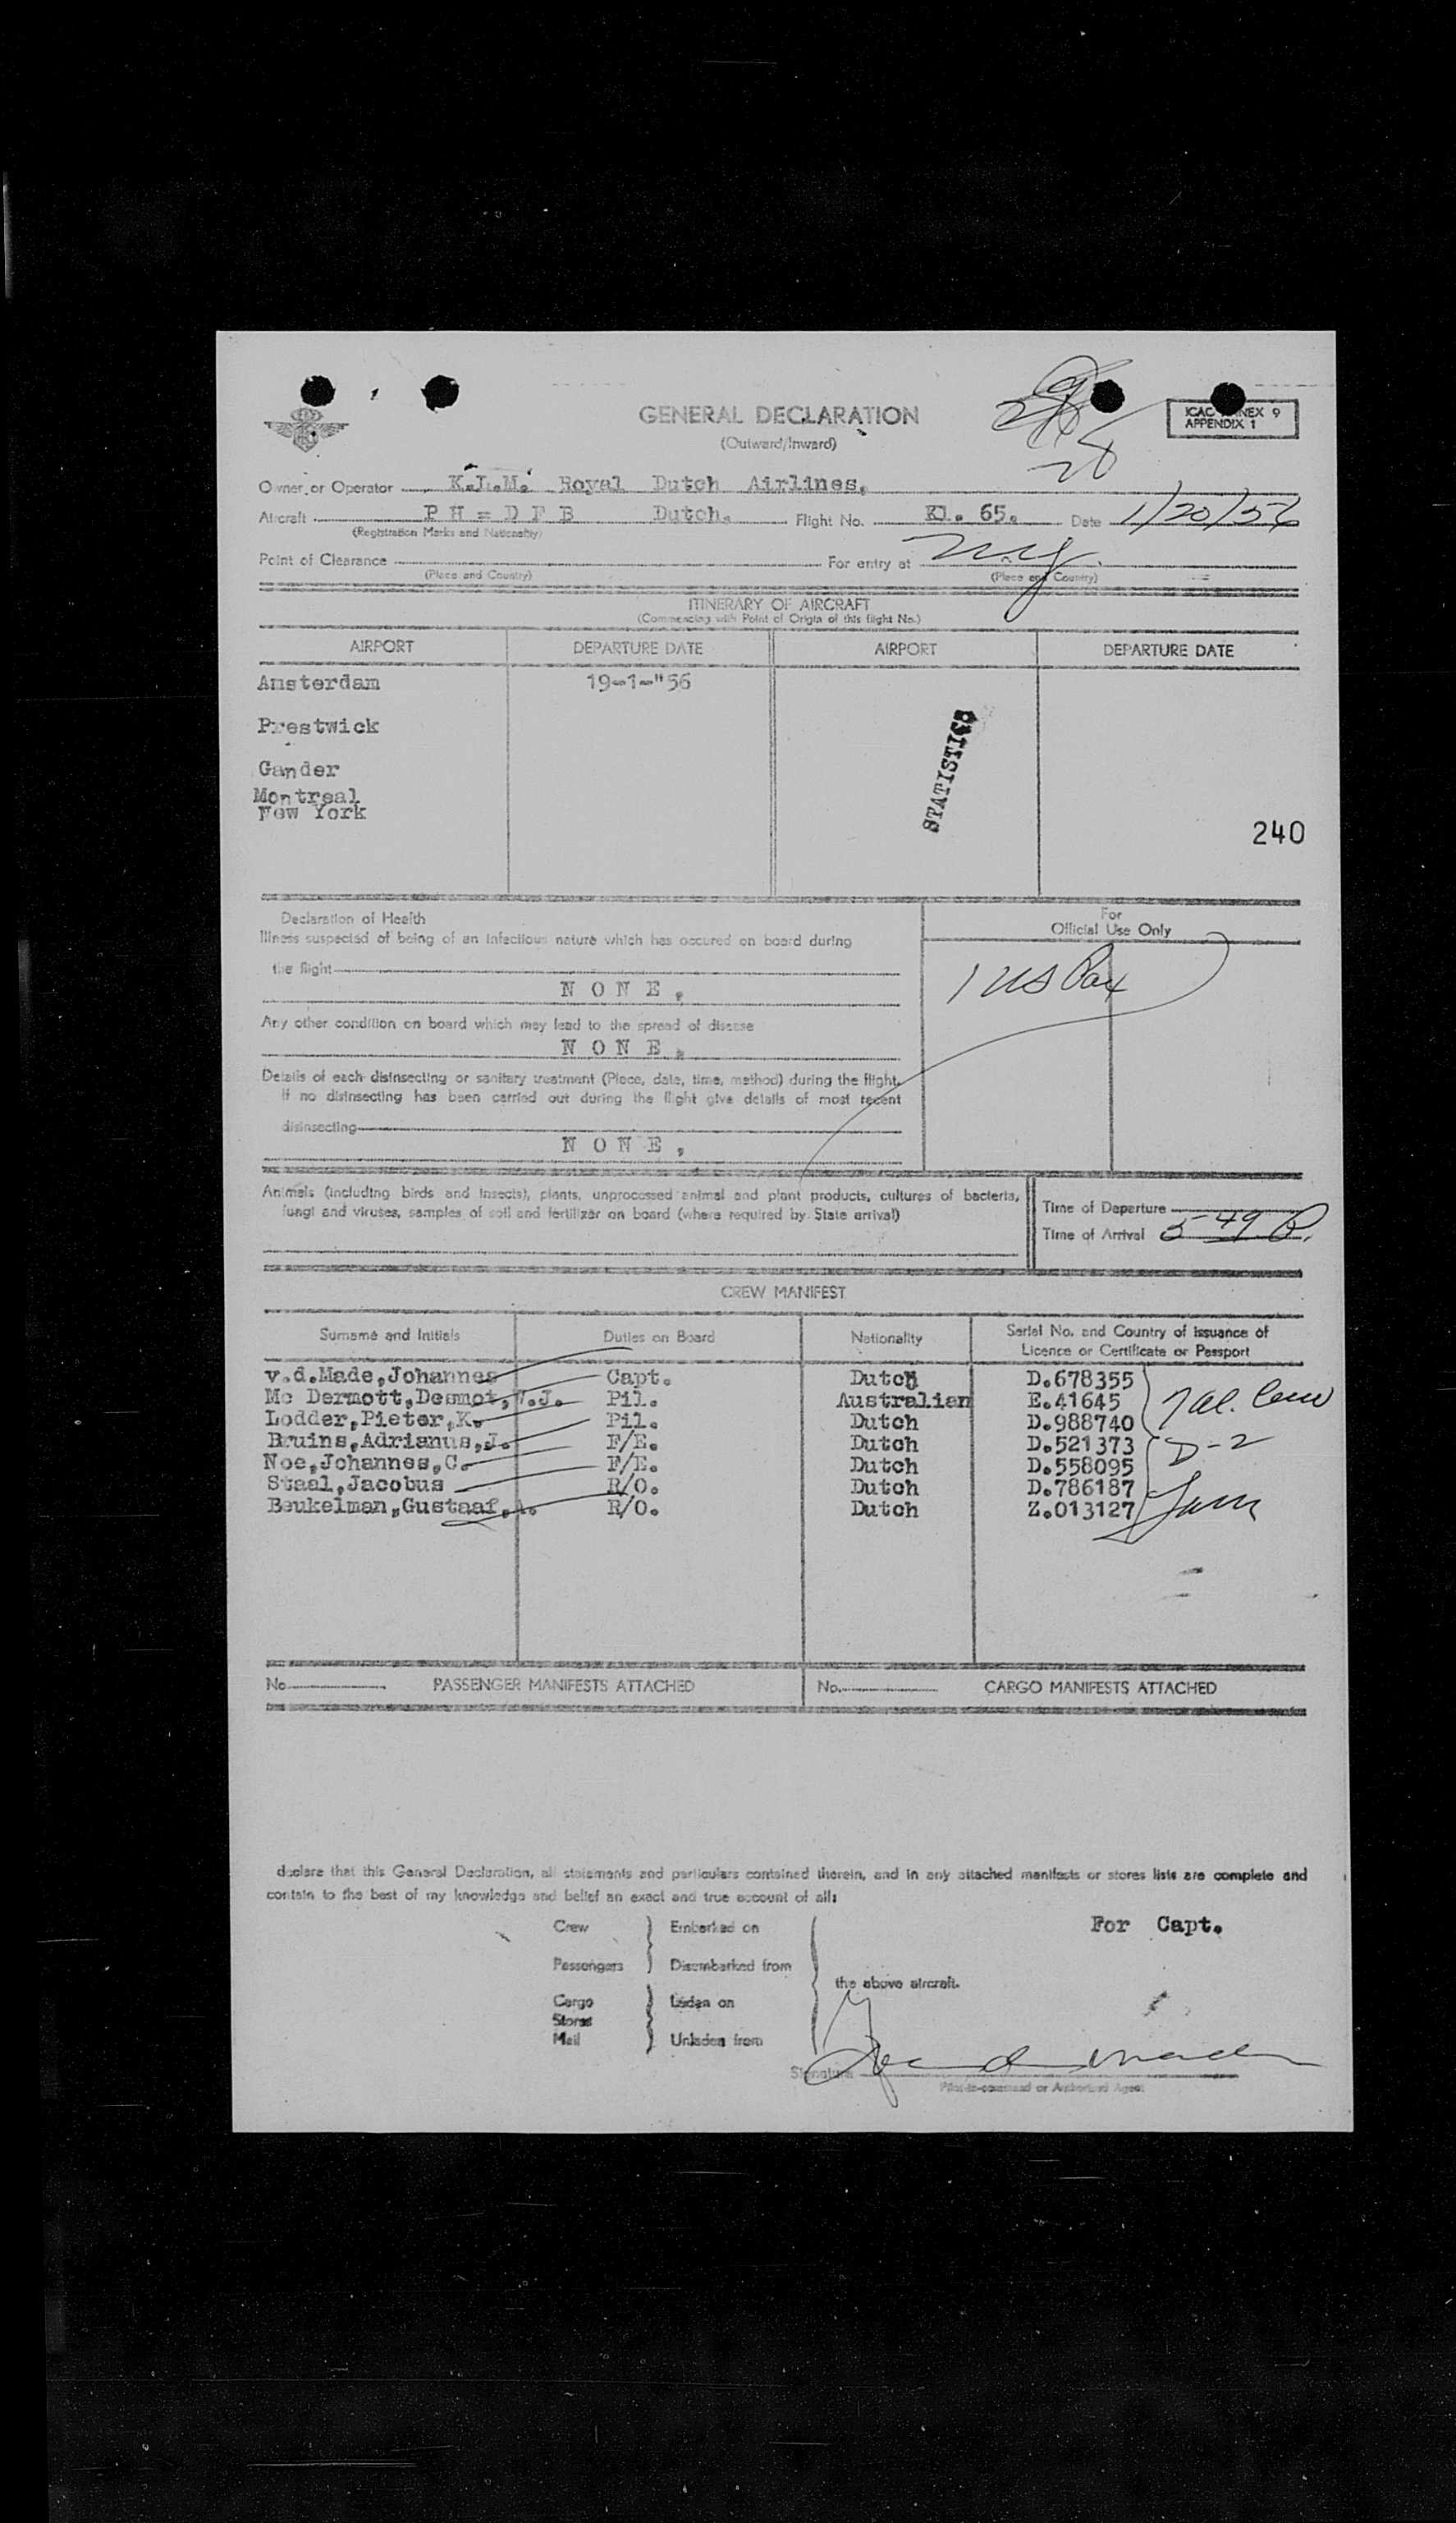 GENERAL DECLARATION
(Outward/Inward)
ICAC ANNEX 9
APPENDIX 1
28
Owner or Operator K.L.M. Royal Dutch Airlines,
Aircraft P H = D F B Dutch. Flight No. Kl. 65. Date 1/20/56
(Registration Marks and Nationality)
Point of Clearance For entry at NY
(Place and Country) (Place and Country)
ITINERARY OF AIRCRAFT
(Commencing with Point of Origin of this flight No.)
AIRPORT DEPARTURE DATE AIRPORT DEPARTURE DATE
Amsterdam 19-1-"56
Prestwick
Gander
Montreal
New York
STATISTICS
240
Declaration of Health
Illness suspected of being of an infectious nature which has occured on board during
the flight
N O N E ,
Any other condition on board which may lead to the spread of disease
N O N E ,
Details of each disinsecting or sanitary treatment (Place, date, time, method) during the flight.
If no disinsecting has been carried out during the flight give details of most recent
disinsecting
N O N E ,
For
Official Use Only
1 US Pax
Animals (including birds and insects), plants, unprocessed animal and plant products, cultures of bacteria,
fungi and viruses, samples of soil and fertilizer on board (where required by State arrival)
Time of Departure
Time of Arrival 5-49 P.
CREW MANIFEST
Surname and Initials Duties on Board Nationality Serial No. and Country of Issuance of
Licence or Certificate or Passport
v.d.Made,Johannes Capt. Dutch D.678355
Mc Dermott,Desmot, .J. Pil. Australian E.41645
Lodder,Pieter,K. Pil. Dutch D.988740
Bruins,Adrianus,J. F/E. Dutch D.521373
D-2
Noe,Johannes,C. F/E. Dutch D.558095
Staal,Jacobus R/O. Dutch D.786187
Beukelman,Gustaaf,A. R/O. Dutch Z.013127
No. PASSENGER MANIFESTS ATTACHED No. CARGO MANIFESTS ATTACHED
declare that this General Declaration, all statements and particulars contained therein, and in any attached manifests or stores lists are complete and
contain to the best of my knowledge and belief an exact and true account of all:
Crew Embarked on For Capt.
Passengers Disembarked from
the above aircraft.
Cargo Laden on
Stores
Mail Unladen from
Signature
Pilot-in-command or Authorized Agent